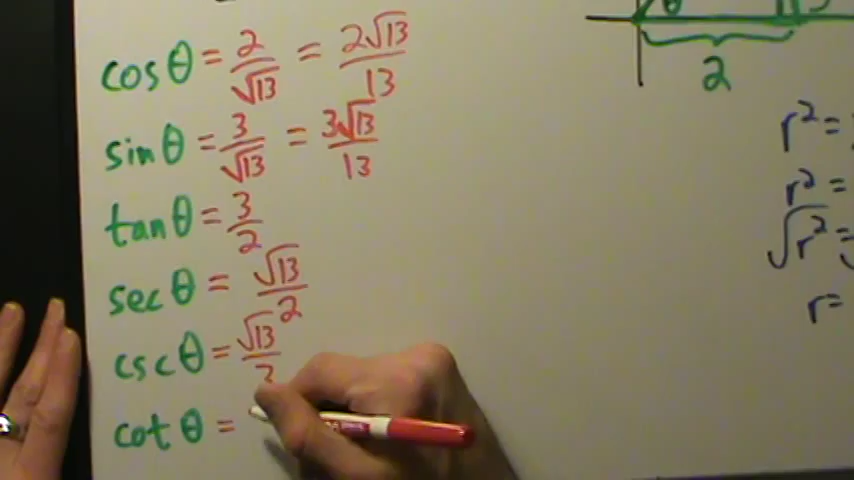 cos θ = 2/√13 = 2√13/13
sin θ = 3/√13 = 3√13/13
tan θ = 3/2
sec θ = √13/2
csc θ = √13/3
cot θ =
θ
3
2
r² =
r² =
√r² =
r =